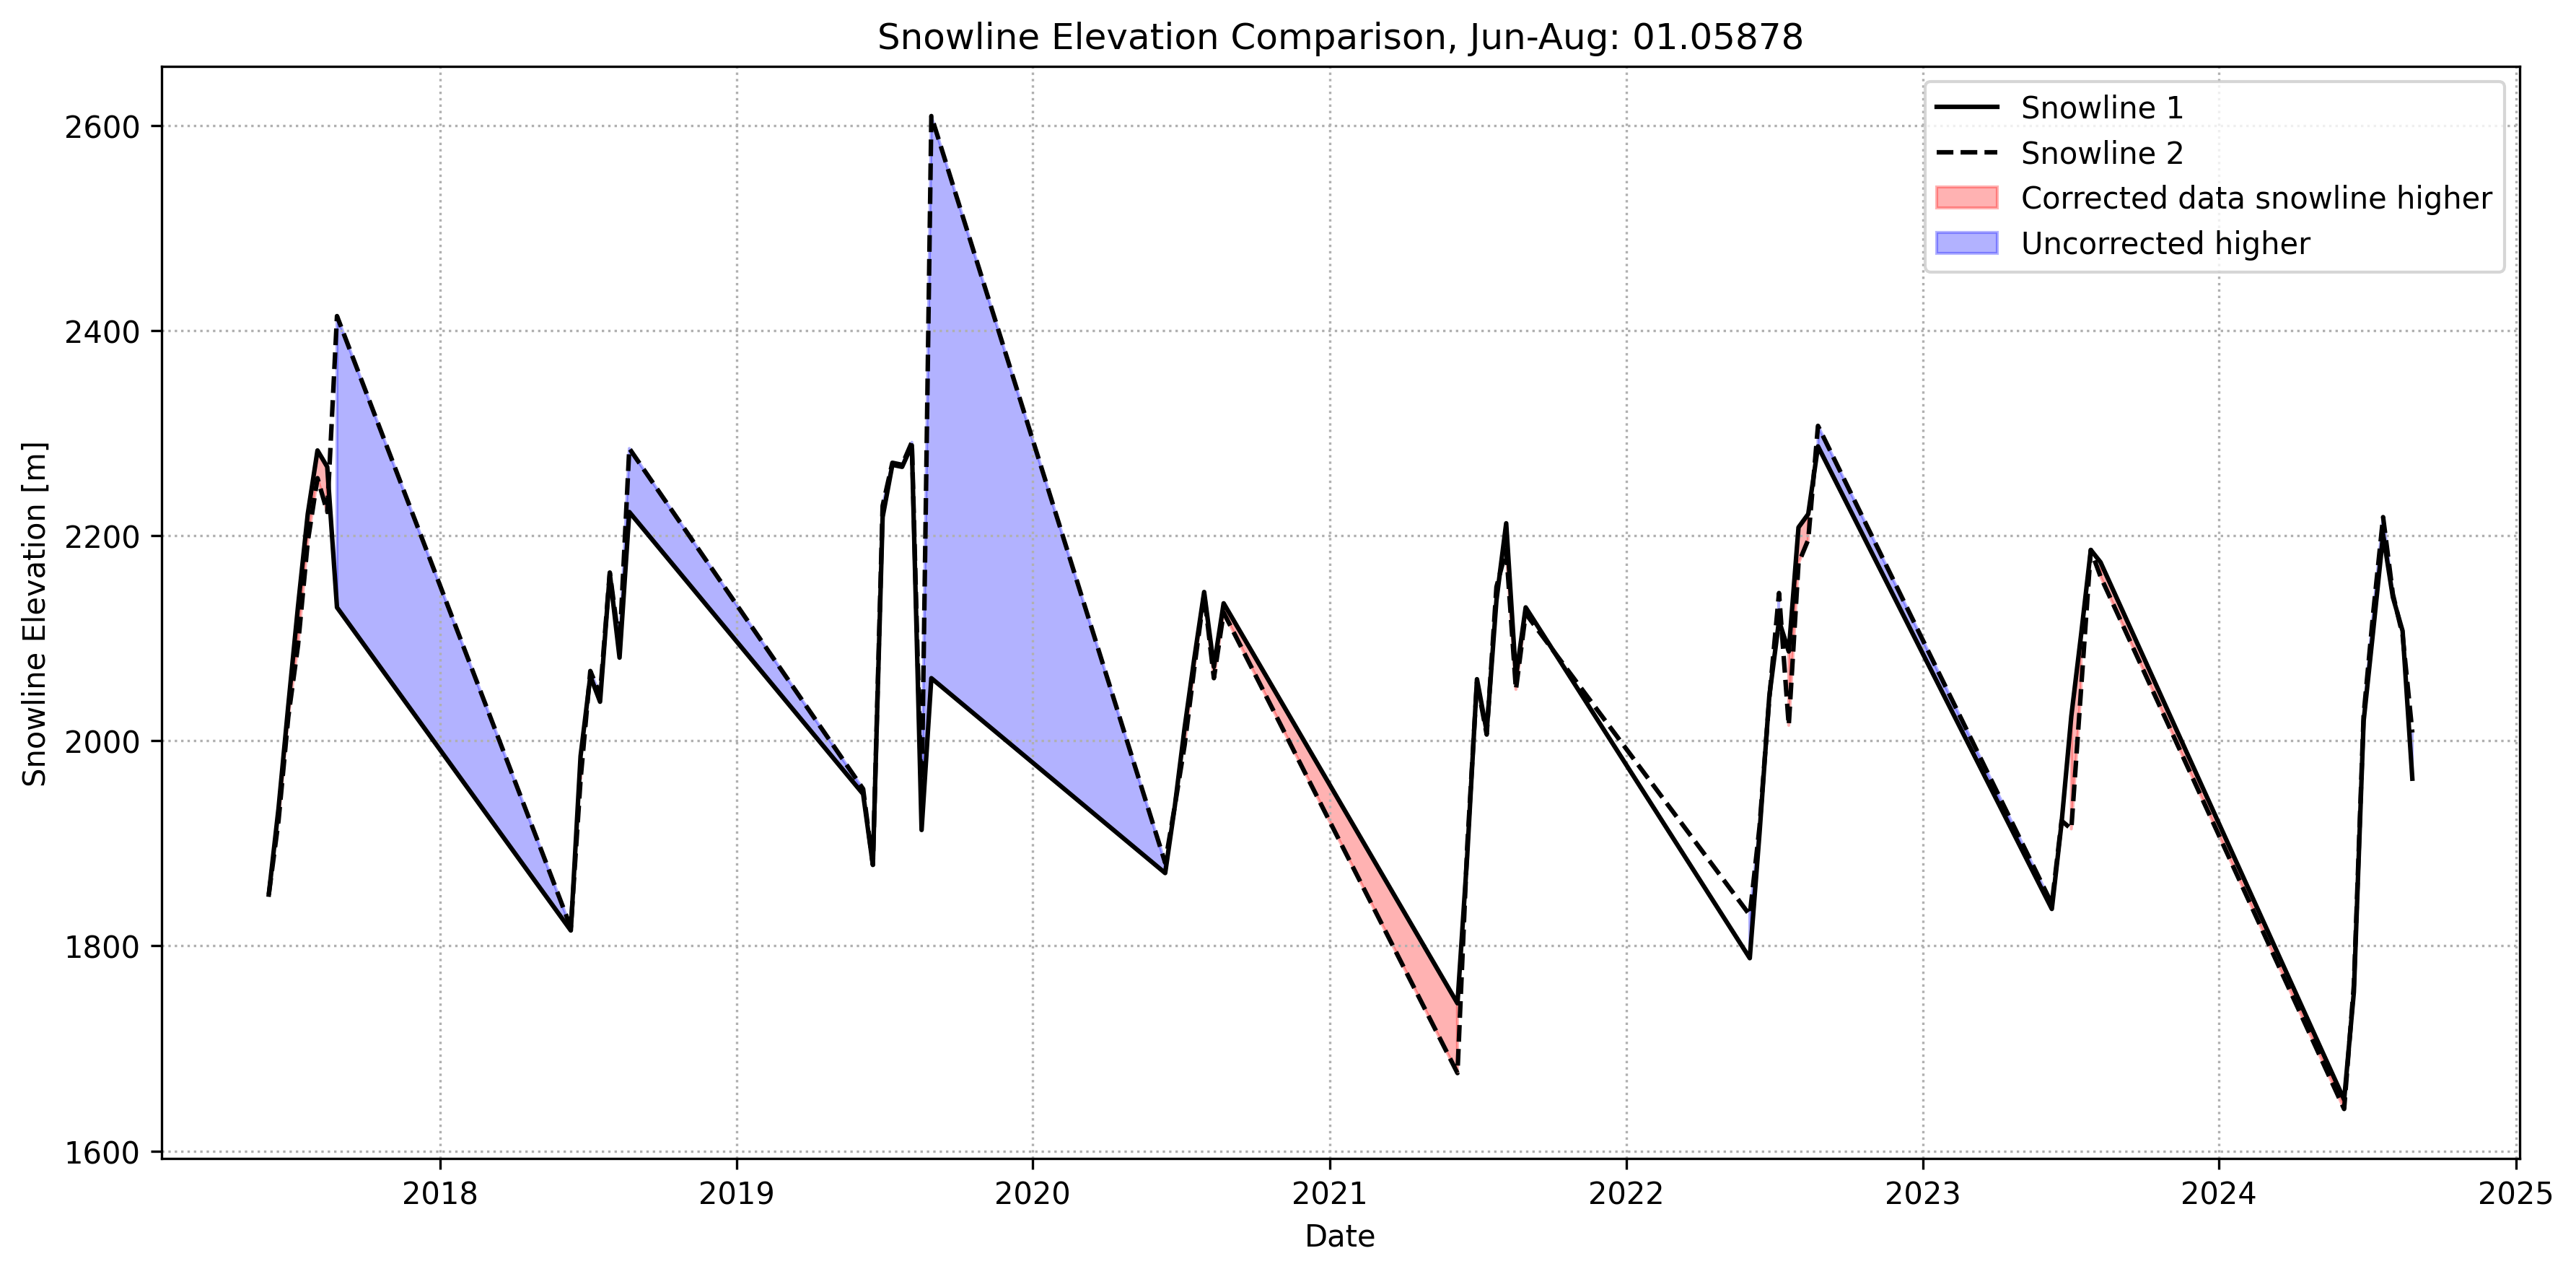 Snowline Elevation Comparison, Jun-Aug: 01.05878
Snowline 1
Snowline 2
Corrected data snowline higher
Uncorrected higher
Snowline Elevation [m]
2600
2400
2200
2000
1800
1600
2018 2019 2020 2021 2022 2023 2024 2025
Date